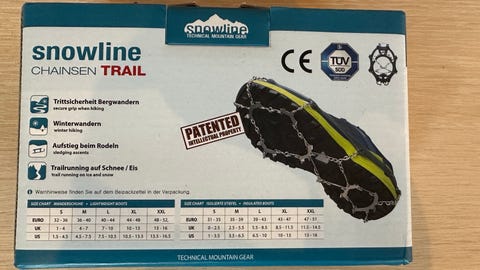 snowline
TECHNICAL MOUNTAIN GEAR
snowline
CHAINSEN TRAIL
CE
TÜV
SÜD
Trittsicherheit Bergwandern
secure grip when hiking
Winterwandern
winter hiking
Aufstieg beim Rodeln
sledging ascents
Trailrunning auf Schnee / Eis
trail running on ice and snow
PATENTED
INTELLECTUAL PROPERTY
Warnhinweise finden Sie auf dem Beipackzettel in der Verpackung.
SIZE CHART WANDERSCHUHE • LIGHTWEIGHT BOOTS
S M L XL XXL
EURO 32 - 36 36 - 40 40 - 44 44 - 48 48 - 52
UK 1 - 4 4 - 7 7 - 10 10 - 13 13 - 16
US 1.5 - 4.5 4.5 - 7.5 7.5 - 10.5 10.5 - 13.5 13.5 - 16.5
SIZE CHART ISOLIERTE STIEFEL • INSULATED BOOTS
S M L XL XXL
EURO 31 - 35 35 - 39 39 - 43 43 - 47 47 - 51
UK 0 - 2.5 2.5 - 5.5 5.5 - 8.5 8.5 - 11.5 11.5 - 14.5
US 1 - 3.5 3.5 - 6.5 6.5 - 10 10 - 13 13 - 16
TECHNICAL MOUNTAIN GEAR